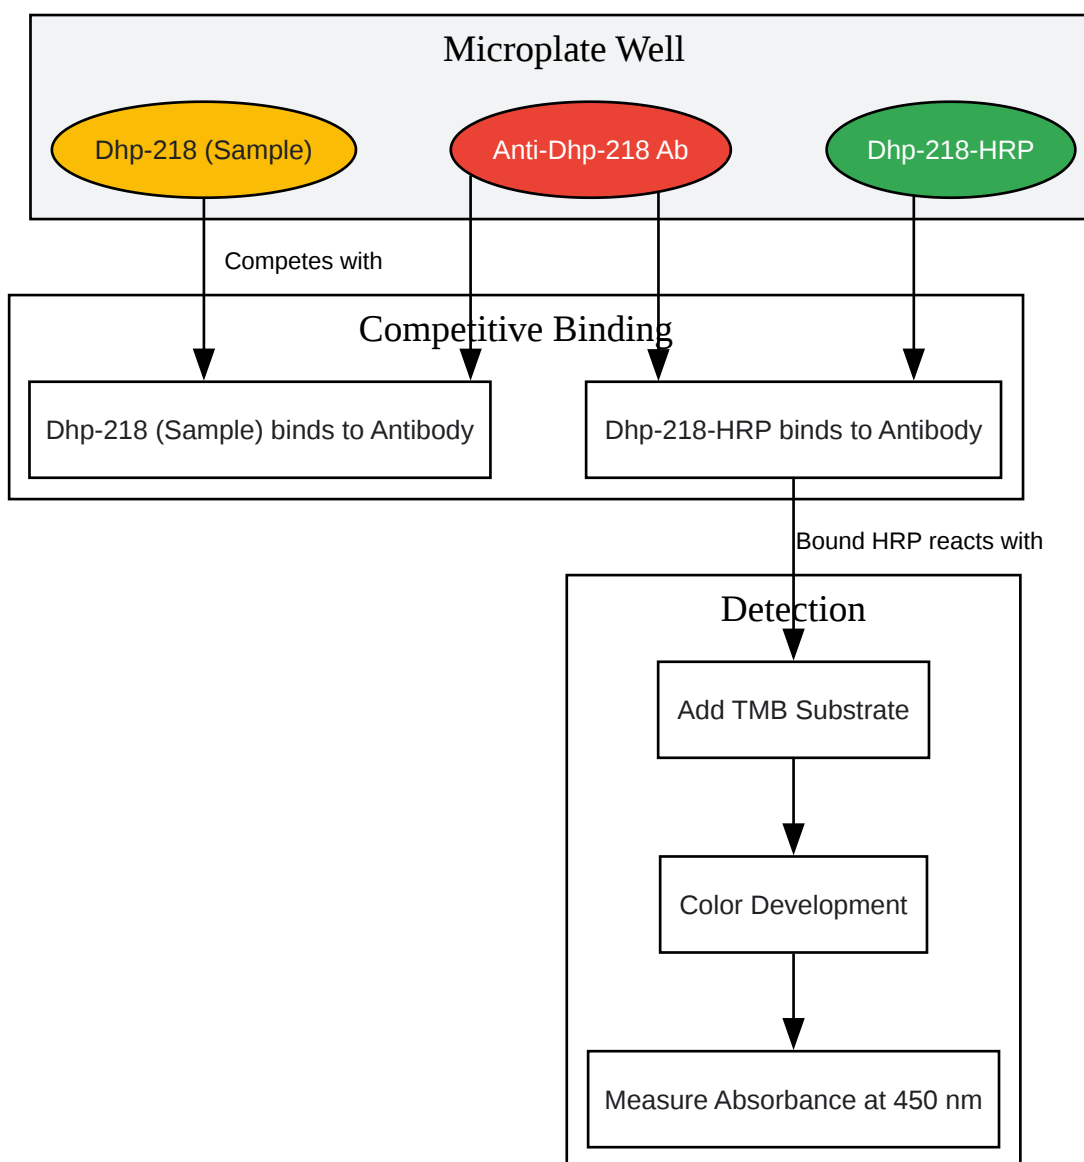 Microplate Well
Dhp-218 (Sample)
Anti-Dhp-218 Ab
Dhp-218-HRP
Competes with
Competitive Binding
Dhp-218 (Sample) binds to Antibody
Dhp-218-HRP binds to Antibody
Bound HRP reacts with
Detection
Add TMB Substrate
Color Development
Measure Absorbance at 450 nm